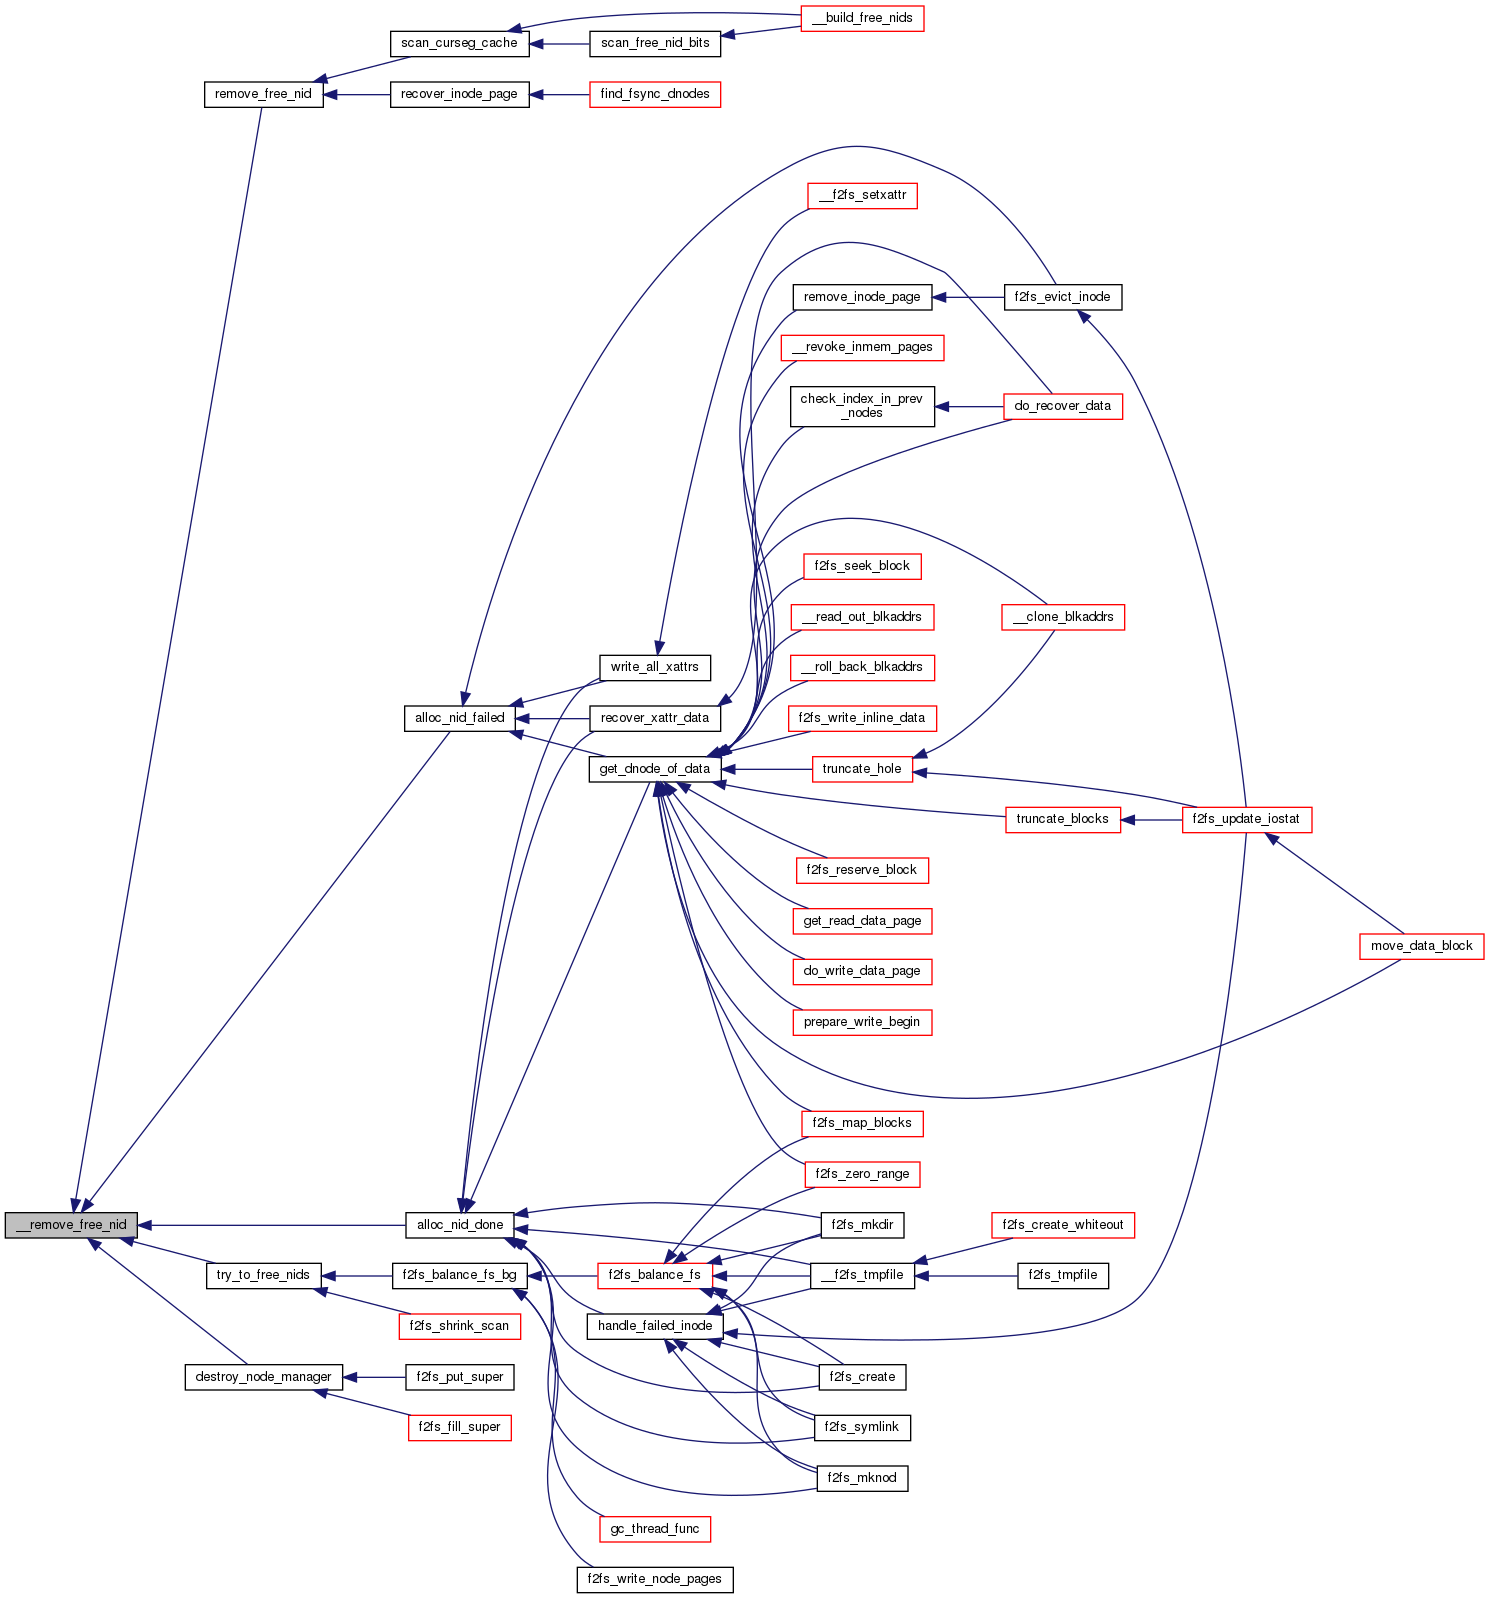 __build_free_nids
scan_curseg_cache
scan_free_nid_bits
remove_free_nid
recover_inode_page
find_fsync_dnodes
__f2fs_setxattr
remove_inode_page
f2fs_evict_inode
__revoke_inmem_pages
check_index_in_prev
_nodes
do_recover_data
f2fs_seek_block
__read_out_blkaddrs
__clone_blkaddrs
write_all_xattrs
__roll_back_blkaddrs
alloc_nid_failed
recover_xattr_data
f2fs_write_inline_data
get_dnode_of_data
truncate_hole
truncate_blocks
f2fs_update_iostat
f2fs_reserve_block
get_read_data_page
move_data_block
do_write_data_page
prepare_write_begin
f2fs_map_blocks
f2fs_zero_range
__remove_free_nid
alloc_nid_done
f2fs_mkdir
f2fs_create_whiteout
try_to_free_nids
f2fs_balance_fs_bg
f2fs_balance_fs
__f2fs_tmpfile
f2fs_tmpfile
f2fs_shrink_scan
handle_failed_inode
destroy_node_manager
f2fs_put_super
f2fs_create
f2fs_fill_super
f2fs_symlink
f2fs_mknod
gc_thread_func
f2fs_write_node_pages